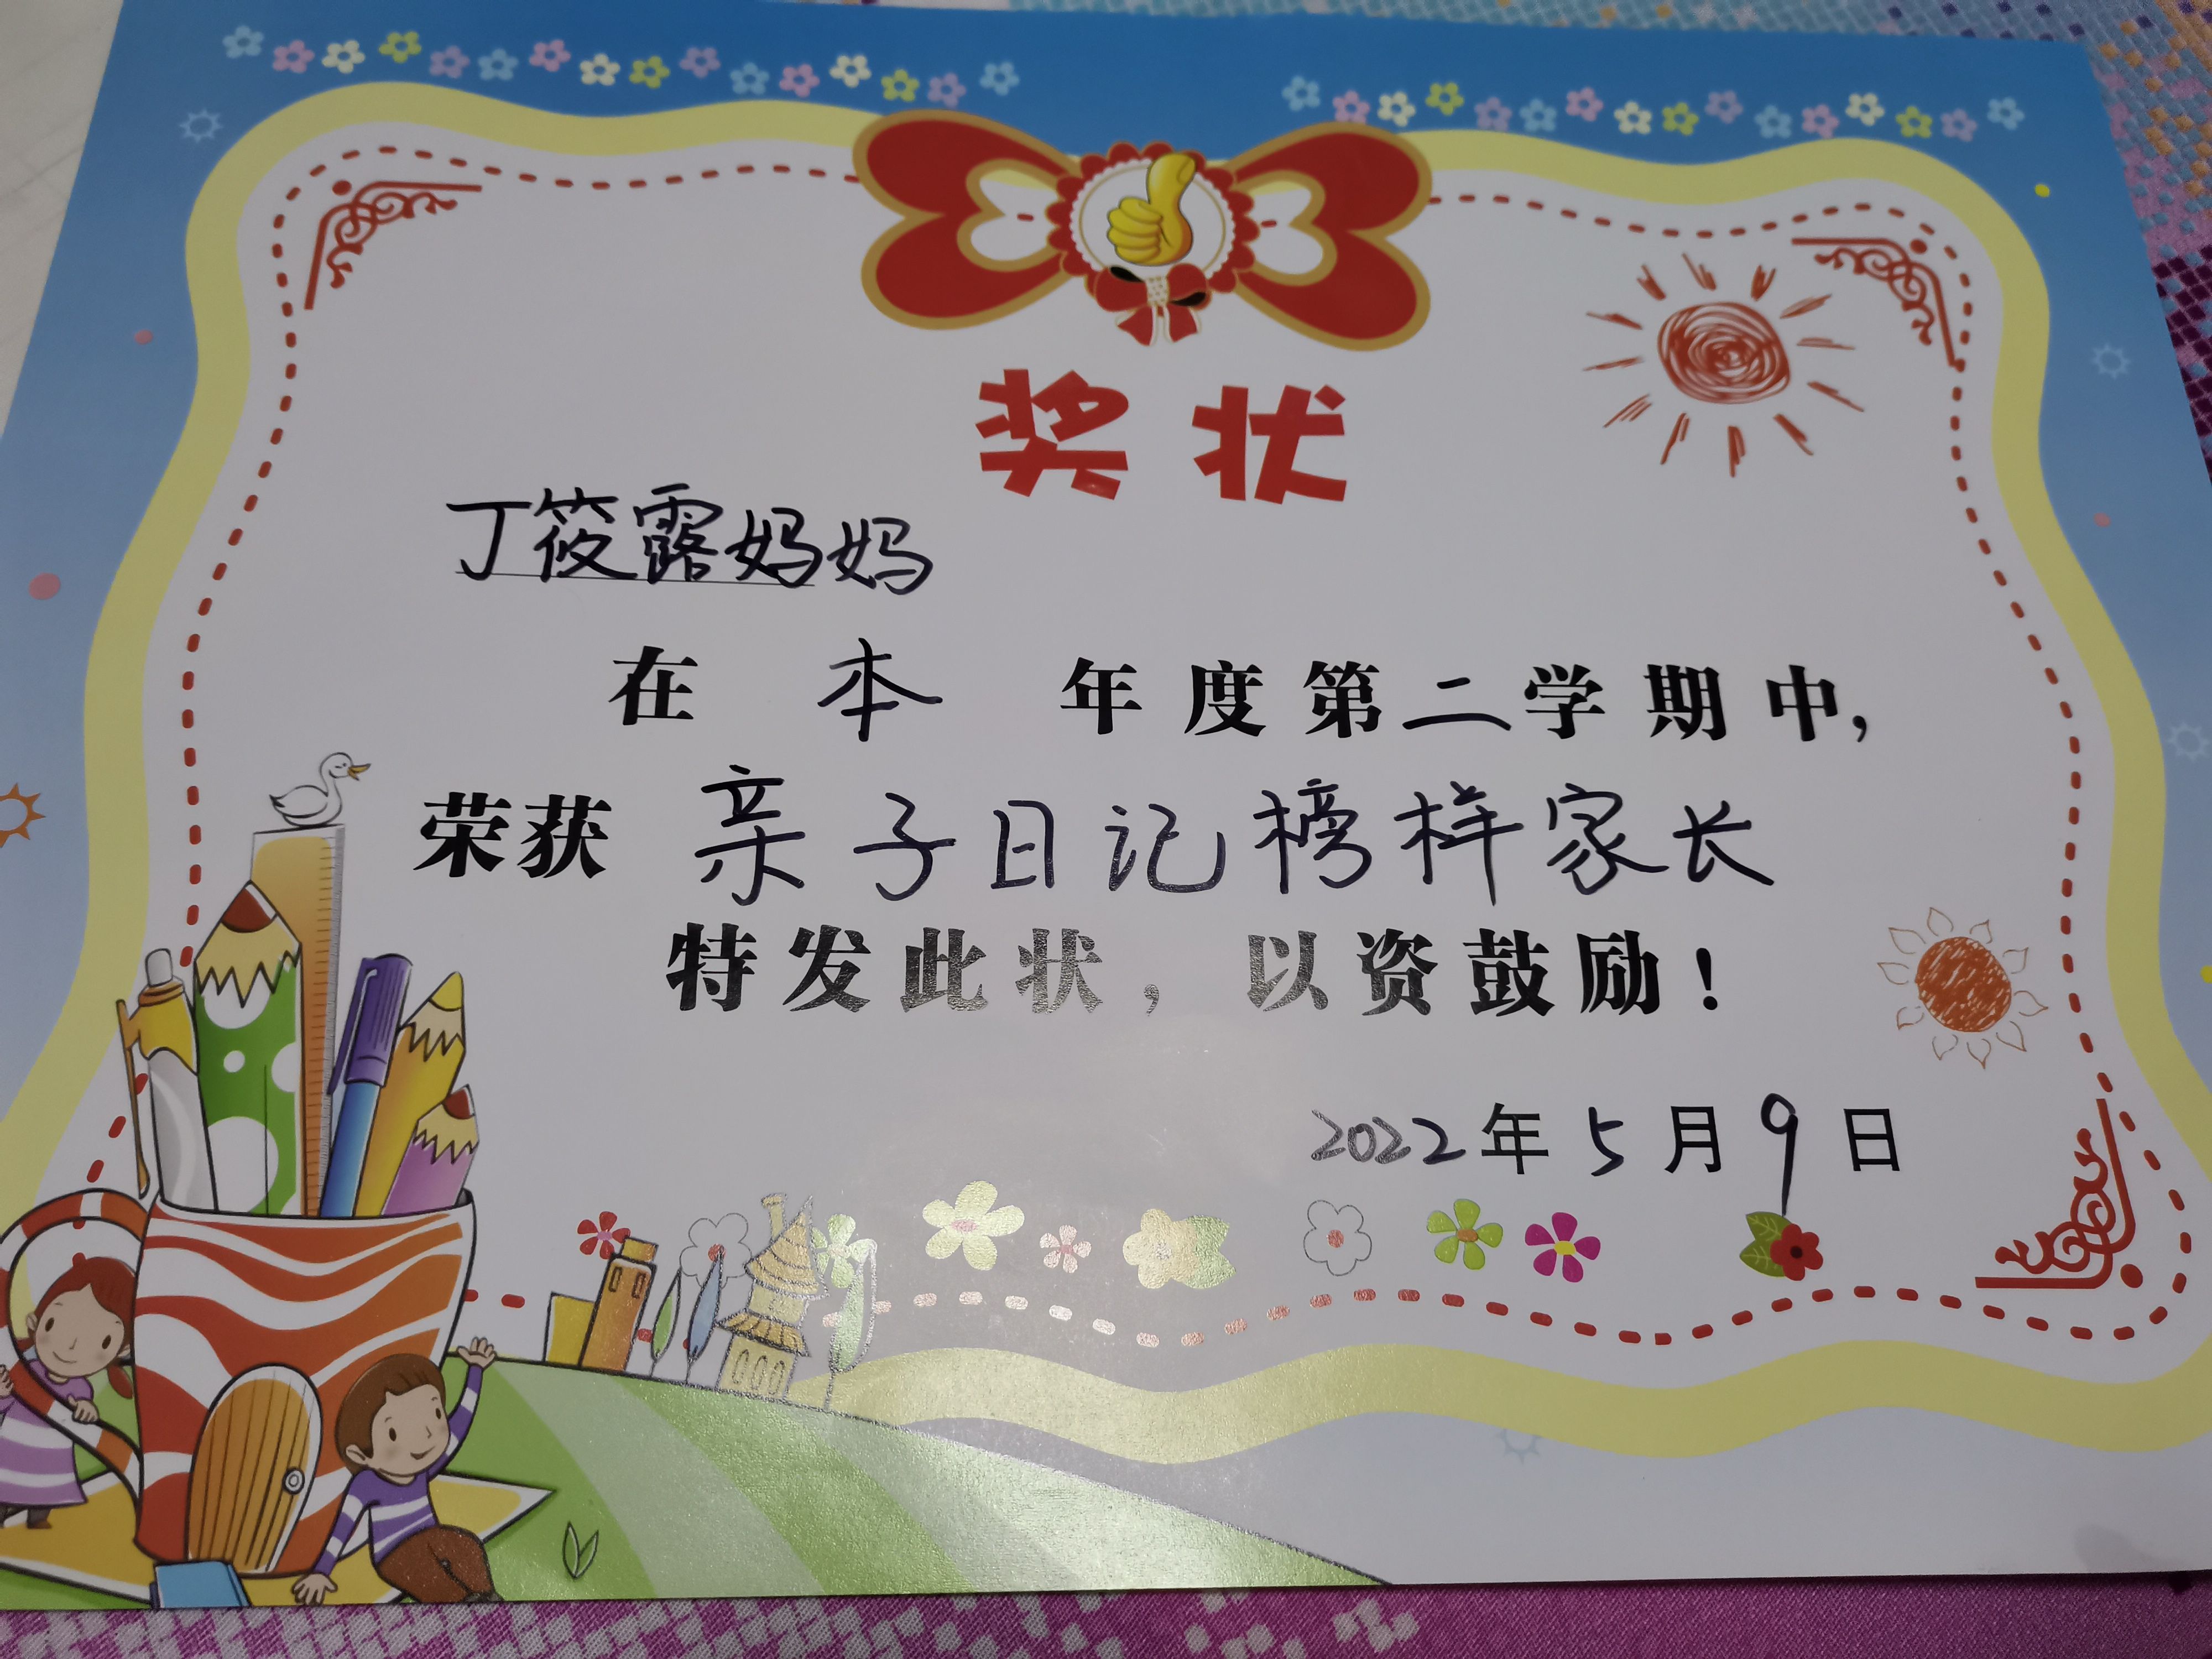 奖状
丁筱露妈妈
在本年度第二学期中，
荣获亲子日记榜样家长
特发此状，以资鼓励！
2022年5月9日